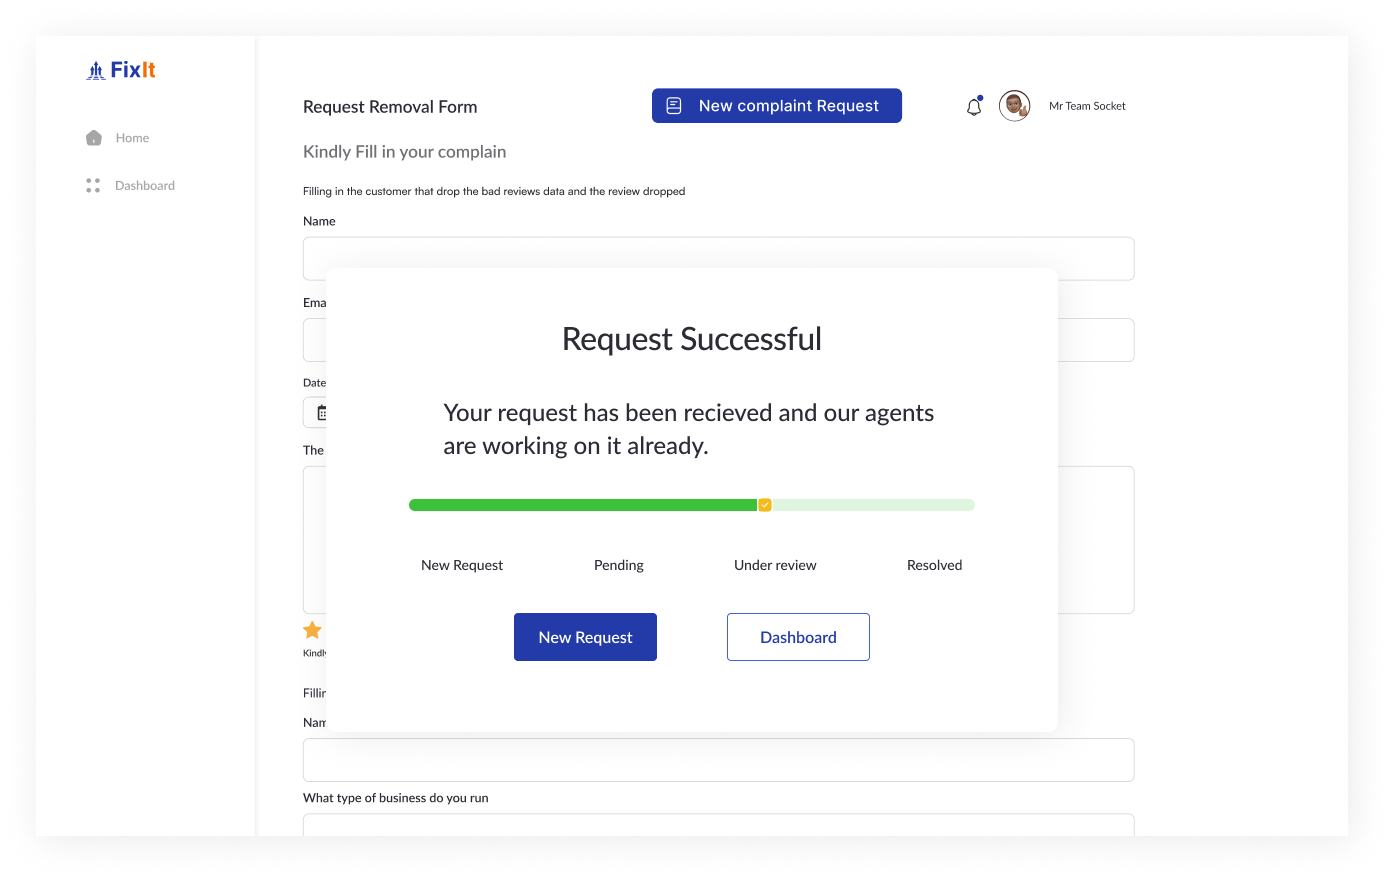 FixIt
Home
Dashboard
Request Removal Form
New complaint Request
Mr Team Socket
Kindly Fill in your complain
Filling in the customer that drop the bad reviews data and the review dropped
Name
Ema
Date
The
Request Successful
Your request has been recieved and our agents
are working on it already.
New Request
Pending
Under review
Resolved
New Request
Dashboard
Kindly
Fillin
Nam
What type of business do you run